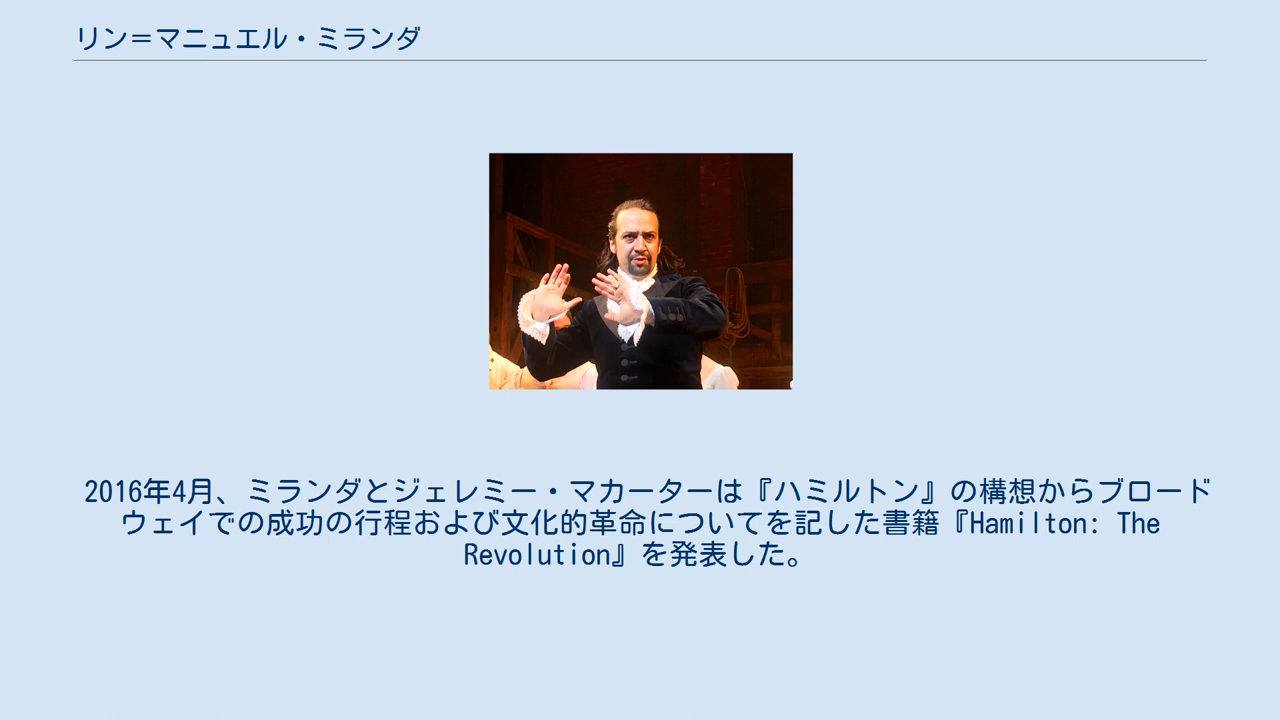 リン＝マニュエル・ミランダ
2016年4月、ミランダとジェレミー・マカーターは『ハミルトン』の構想からブロード
ウェイでの成功の行程および文化的革命についてを記した書籍『Hamilton: The
Revolution』を発表した。